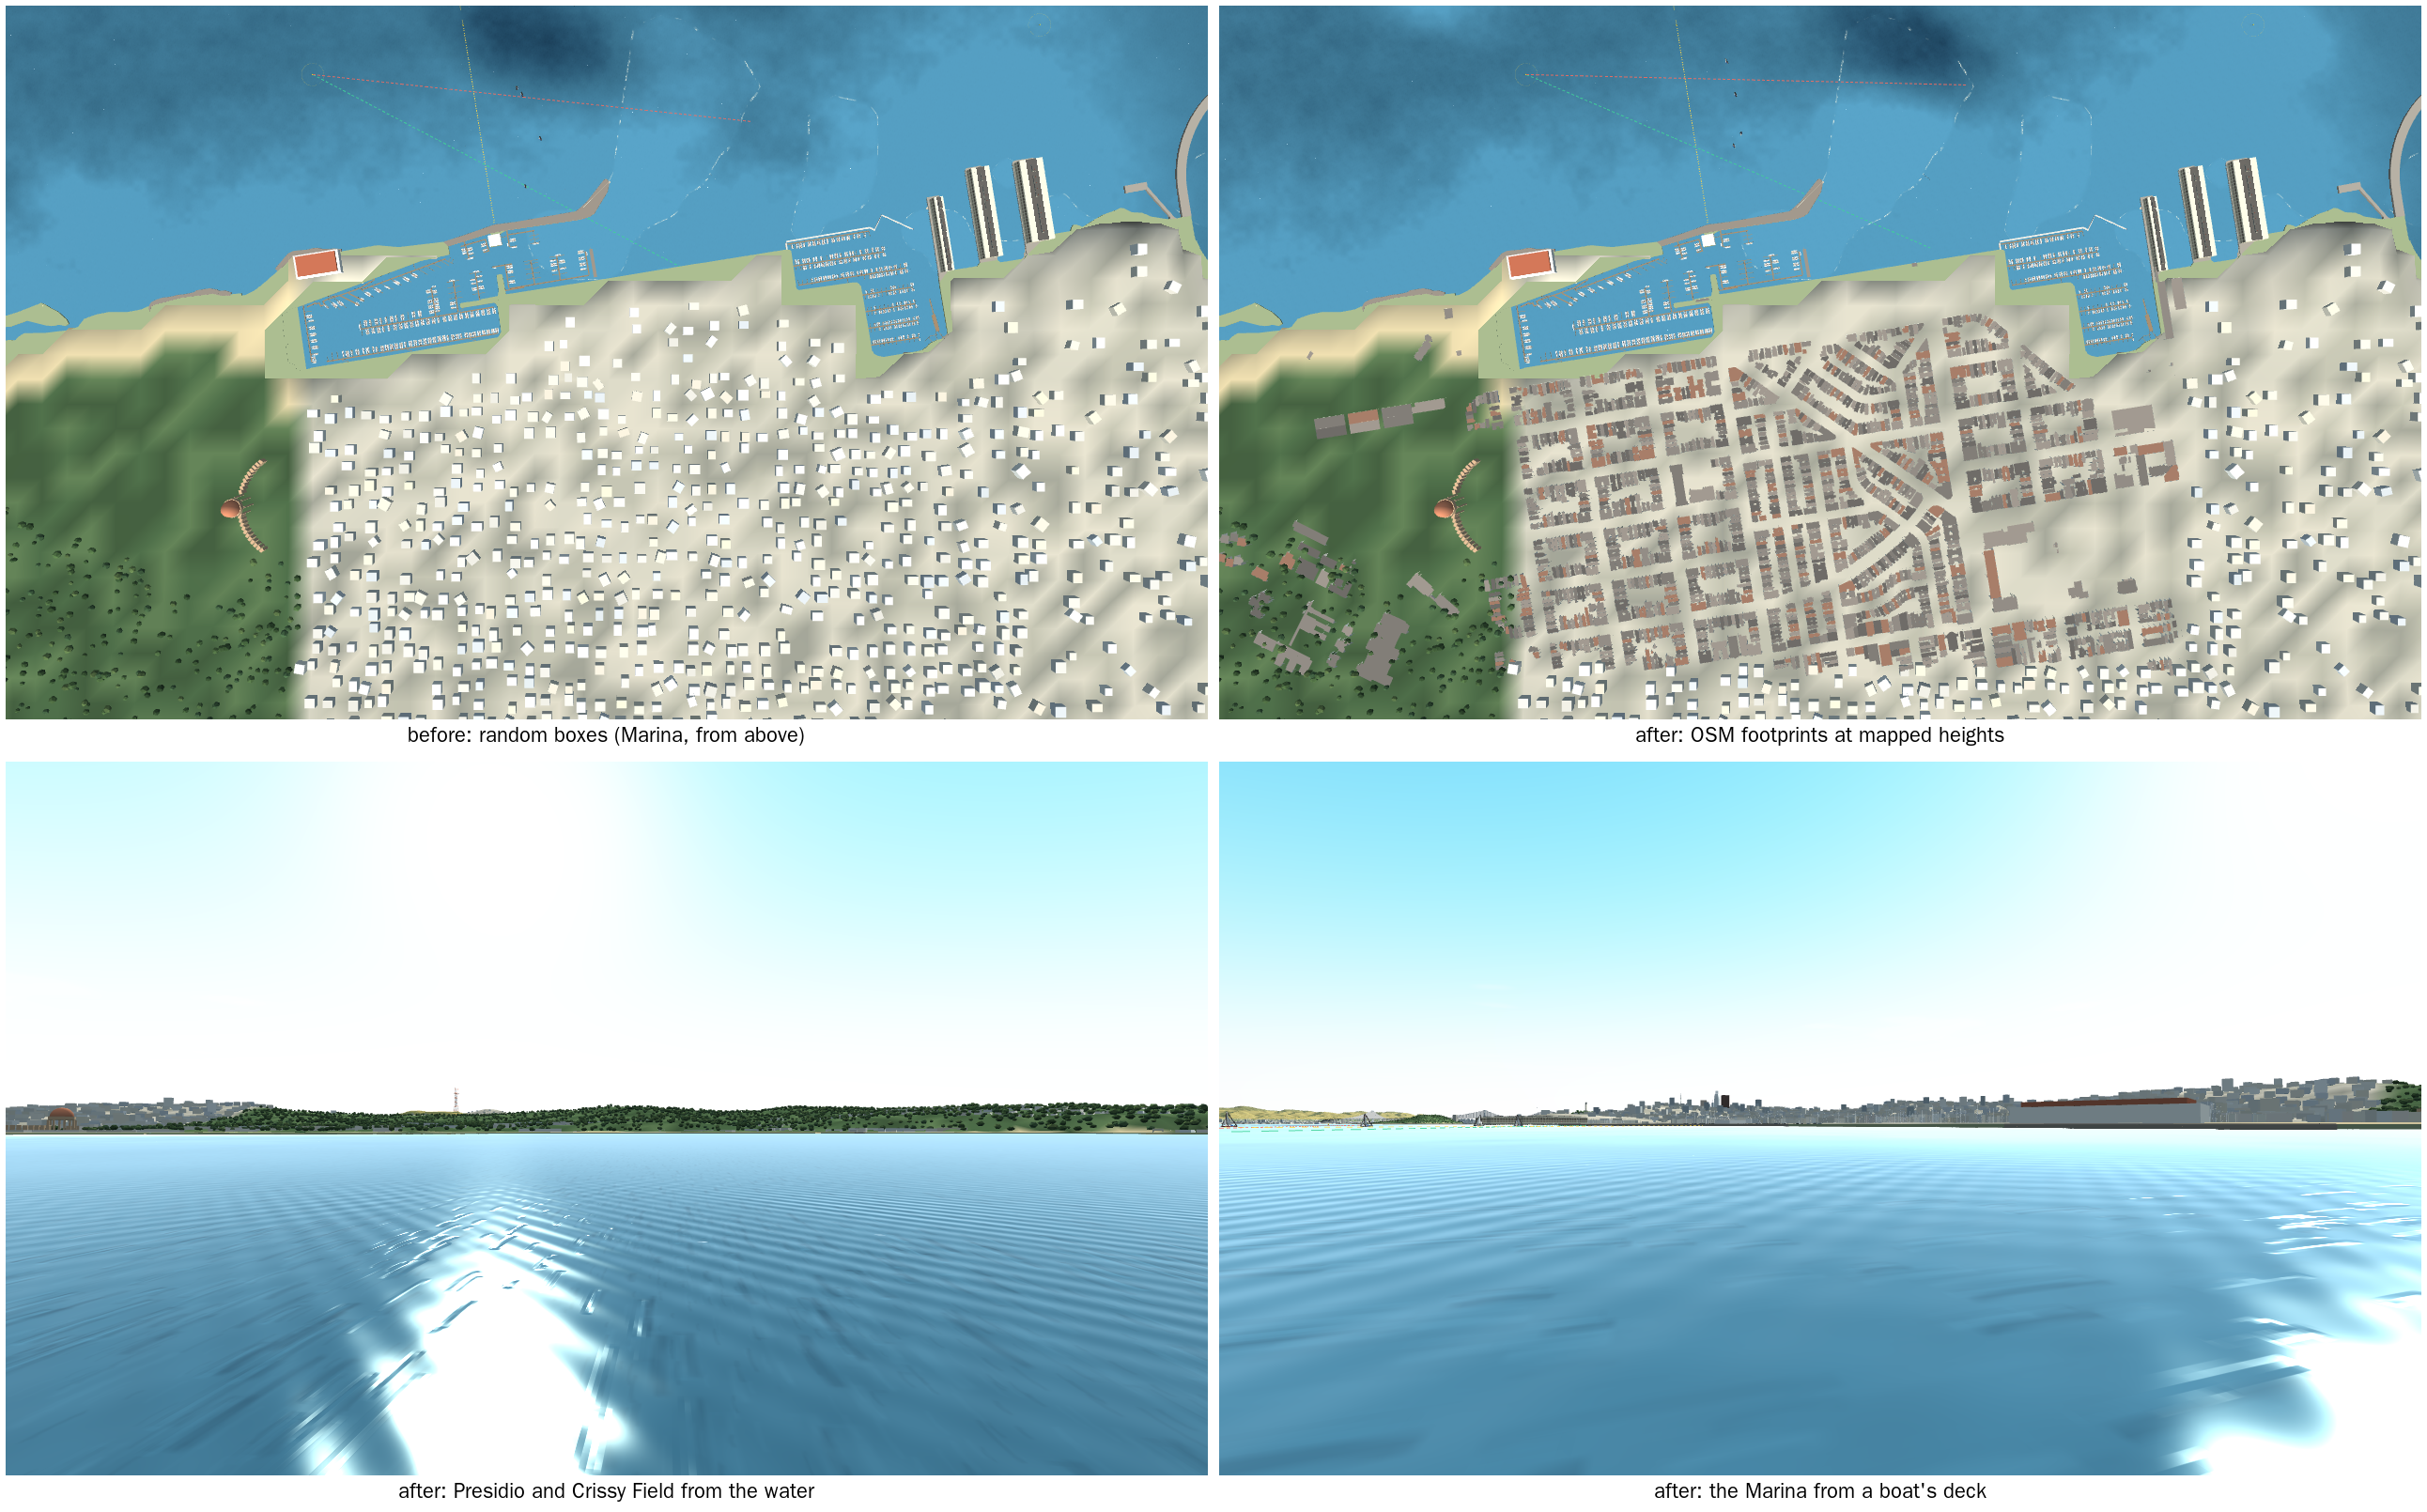 before: random boxes (Marina, from above)
after: OSM footprints at mapped heights
after: Presidio and Crissy Field from the water
after: the Marina from a boat's deck